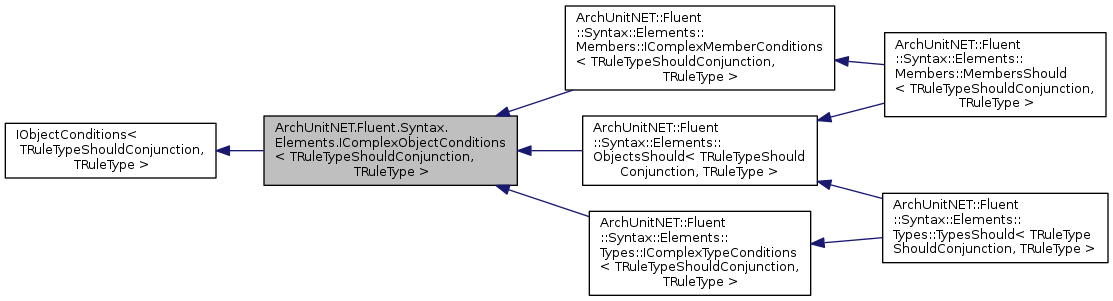 IObjectConditions<
TRuleTypeShouldConjunction,
TRuleType >
ArchUnitNET.Fluent.Syntax.
Elements.IComplexObjectConditions
< TRuleTypeShouldConjunction,
TRuleType >
ArchUnitNET::Fluent
::Syntax::Elements::
Members::IComplexMemberConditions
< TRuleTypeShouldConjunction,
TRuleType >
ArchUnitNET::Fluent
::Syntax::Elements::
ObjectsShould< TRuleTypeShould
Conjunction, TRuleType >
ArchUnitNET::Fluent
::Syntax::Elements::
Types::IComplexTypeConditions
< TRuleTypeShouldConjunction,
TRuleType >
ArchUnitNET::Fluent
::Syntax::Elements::
Members::MembersShould
< TRuleTypeShouldConjunction,
TRuleType >
ArchUnitNET::Fluent
::Syntax::Elements::
Types::TypesShould< TRuleType
ShouldConjunction, TRuleType >